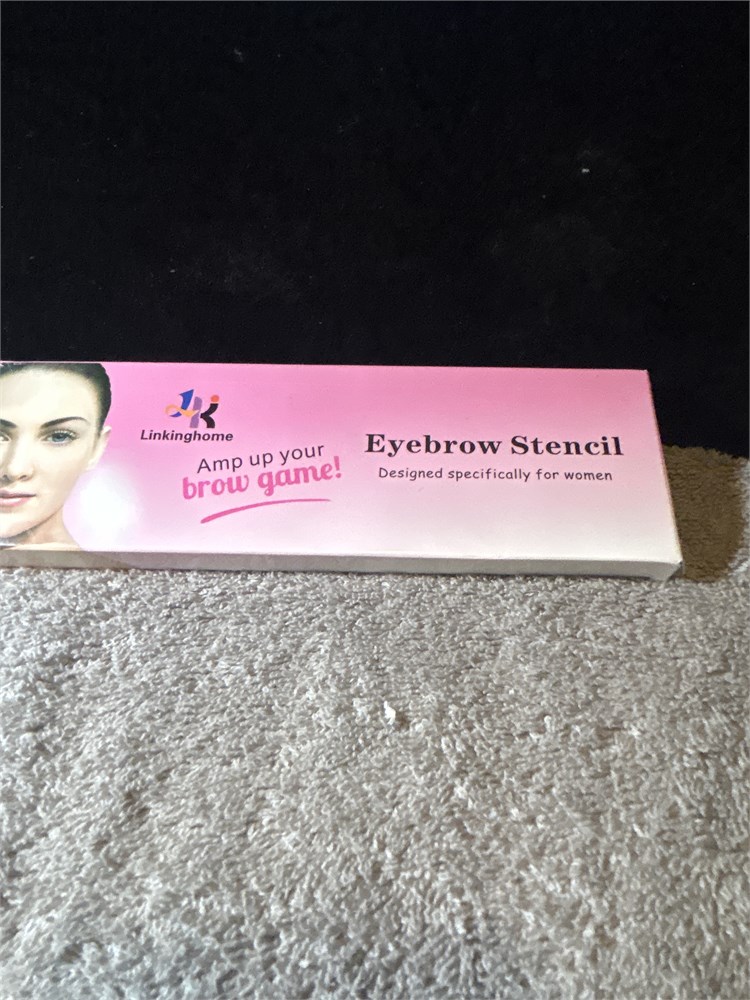 Linkinghome
Amp up your
brow game!
Eyebrow Stencil
Designed specifically for women